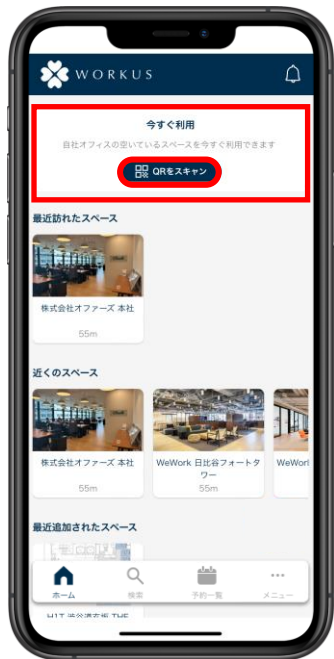 WORKUS
今すぐ利用
自社オフィスの空いているスペースを今すぐ利用できます
QRをスキャン
最近訪れたスペース
株式会社オファーズ 本社
55m
近くのスペース
株式会社オファーズ 本社
55m
WeWork 日比谷フォートタ
ワー
55m
WeWorl
最近追加されたスペース
ホーム
検索
予約一覧
メニュー